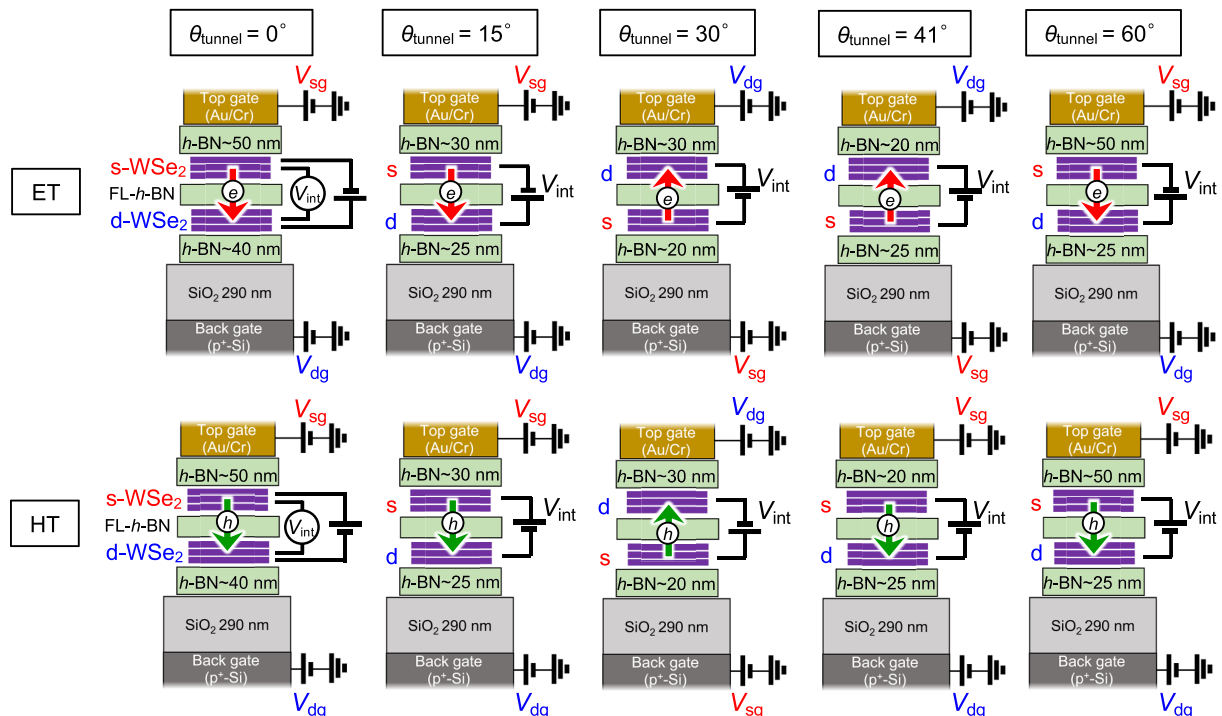 θtunnel = 0°
θtunnel = 15°
θtunnel = 30°
θtunnel = 41°
θtunnel = 60°
ET
Vsg
Top gate
(Au/Cr)
h-BN~50 nm
s-WSe2
FL-h-BN
d-WSe2
e
Vint
h-BN~40 nm
SiO2 290 nm
Back gate
(p+-Si)
Vdg
Vsg
Top gate
(Au/Cr)
h-BN~30 nm
s
e
d
Vint
h-BN~25 nm
SiO2 290 nm
Back gate
(p+-Si)
Vdg
Vdg
Top gate
(Au/Cr)
h-BN~30 nm
d
e
s
Vint
h-BN~20 nm
SiO2 290 nm
Back gate
(p+-Si)
Vsg
Vdg
Top gate
(Au/Cr)
h-BN~20 nm
d
e
s
Vint
h-BN~25 nm
SiO2 290 nm
Back gate
(p+-Si)
Vsg
Vsg
Top gate
(Au/Cr)
h-BN~50 nm
s
e
d
Vint
h-BN~25 nm
SiO2 290 nm
Back gate
(p+-Si)
Vdg
HT
Vsg
Top gate
(Au/Cr)
h-BN~50 nm
s-WSe2
FL-h-BN
d-WSe2
h
Vint
h-BN~40 nm
SiO2 290 nm
Back gate
(p+-Si)
Vdg
Vsg
Top gate
(Au/Cr)
h-BN~30 nm
s
h
d
Vint
h-BN~25 nm
SiO2 290 nm
Back gate
(p+-Si)
Vdg
Vdg
Top gate
(Au/Cr)
h-BN~30 nm
d
h
s
Vint
h-BN~20 nm
SiO2 290 nm
Back gate
(p+-Si)
Vsg
Vsg
Top gate
(Au/Cr)
h-BN~20 nm
s
h
d
Vint
h-BN~25 nm
SiO2 290 nm
Back gate
(p+-Si)
Vdg
Vsg
Top gate
(Au/Cr)
h-BN~50 nm
s
h
d
Vint
h-BN~25 nm
SiO2 290 nm
Back gate
(p+-Si)
Vdg